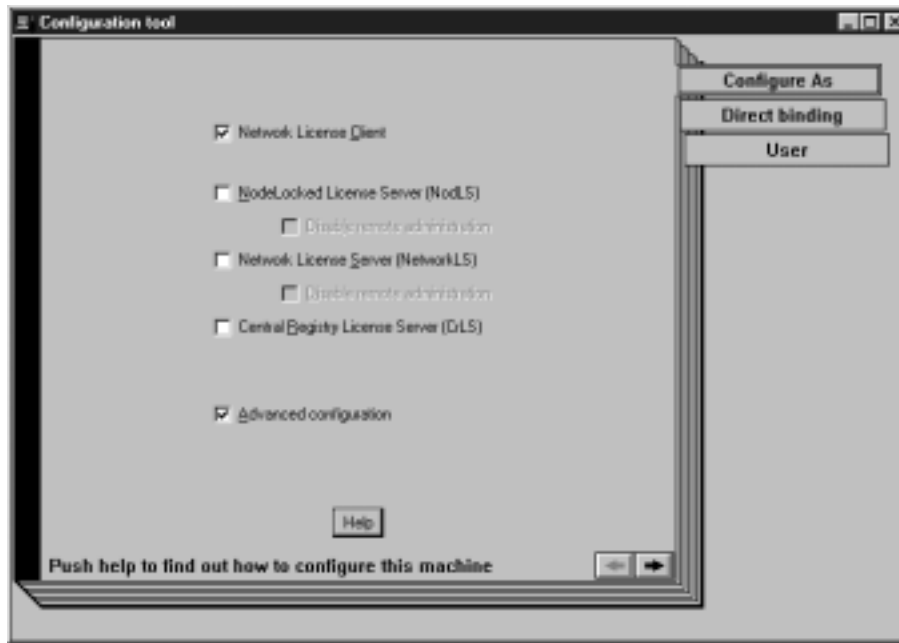 Configuration tool
Configure As
Direct binding
User
Network License Client
NodeLocked License Server (NodLS)
Disable remote administration
Network License Server (NetworkLS)
Disable remote administration
Central Registry License Server (CrLS)
Advanced configuration
Help
Push help to find out how to configure this machine